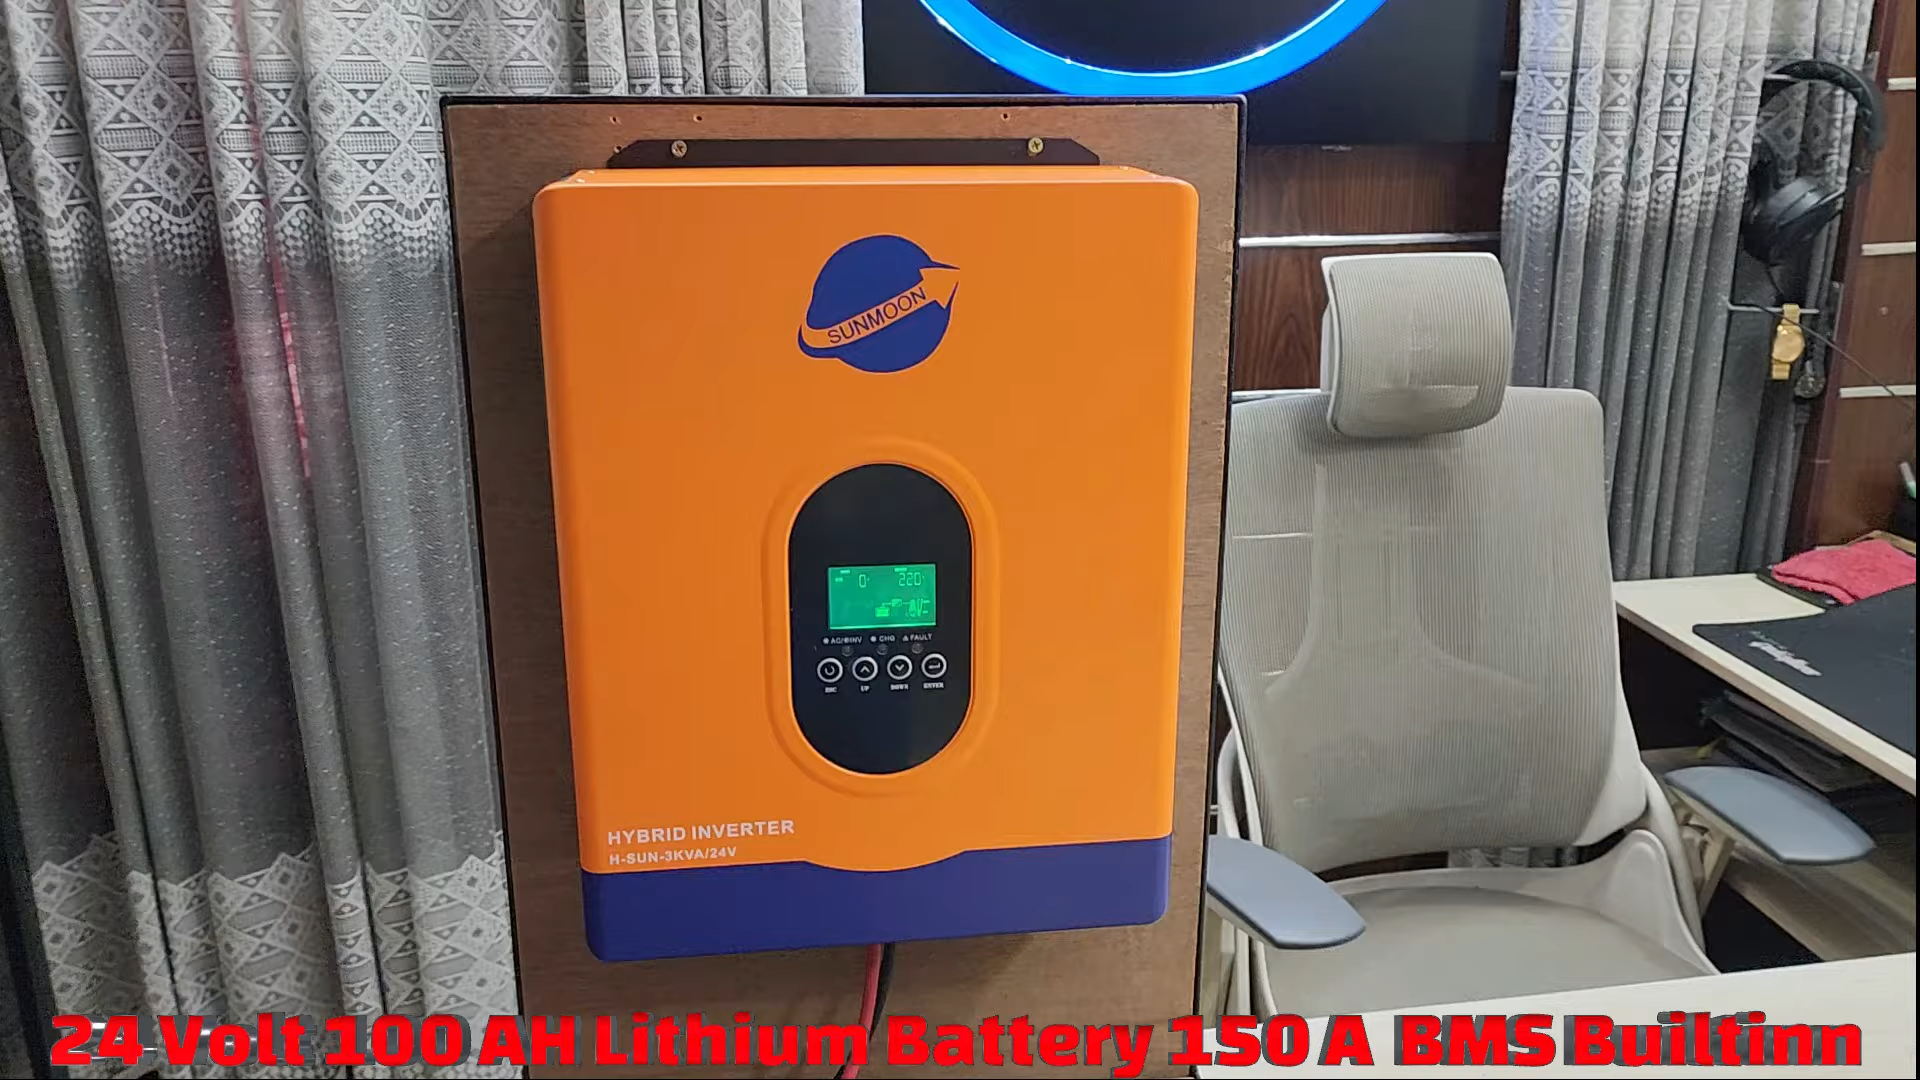 SUNMOON
0
220
AC/INV CHG FAULT
ESC UP DOWN ENTER
HYBRID INVERTER
H-SUN-3KVA/24V
24 Volt 100 AH Lithium Battery 150 A BMS Builtinn